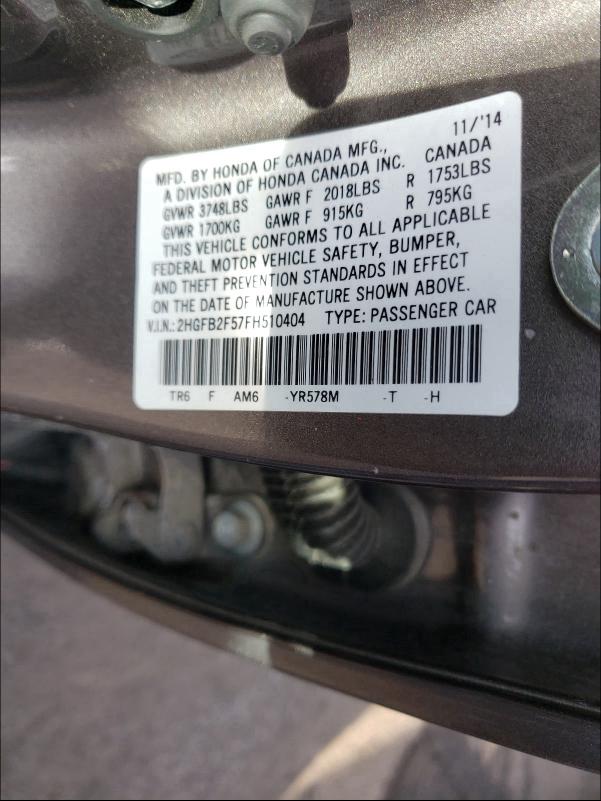 11/'14
MFD. BY HONDA OF CANADA MFG.,
A DIVISION OF HONDA CANADA INC. CANADA
GVWR 3748LBS GAWR F 2018LBS R 1753LBS
GVWR 1700KG GAWR F 915KG R 795KG
THIS VEHICLE CONFORMS TO ALL APPLICABLE
FEDERAL MOTOR VEHICLE SAFETY, BUMPER,
AND THEFT PREVENTION STANDARDS IN EFFECT
ON THE DATE OF MANUFACTURE SHOWN ABOVE.
V.I.N.: 2HGFB2F57FH510404 TYPE: PASSENGER CAR
TR6 F AM6 -YR578M -T -H